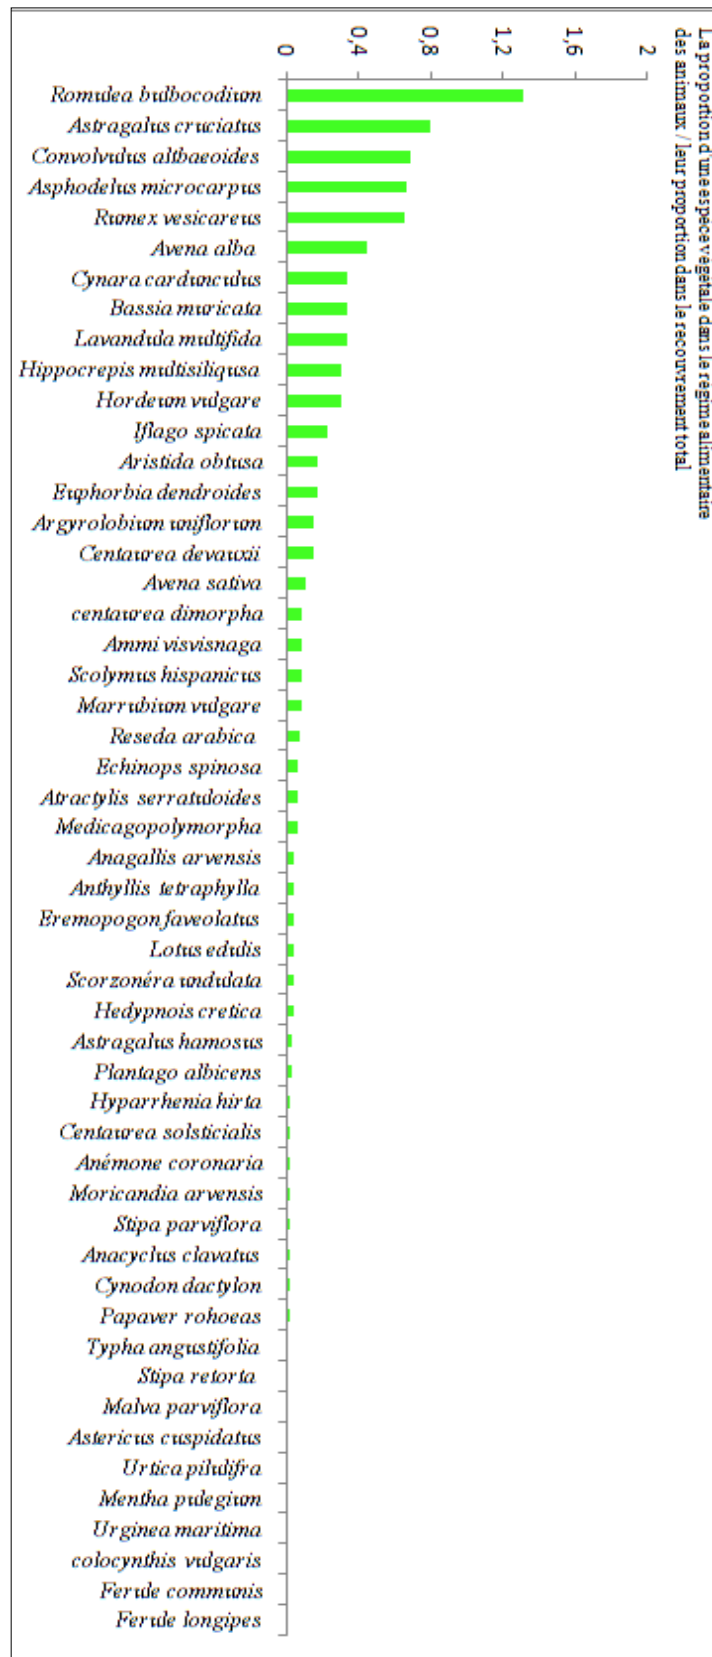 La proportion d'une espèce végétale dans le régime alimentaire
des animaux / leur proportion dans le recouvrement total
0
0,4
0,8
1,2
1,6
2
Romulea bulbocodium
Astragalus cruciatus
Convolvulus altbaeoides
Asphodelus microcarpus
Rumex vesicareus
Avena alba
Cynara cardunculus
Bassia muricata
Lavandula multifida
Hippocrepis multisiliqusa
Hordeum vulgare
Iflago spicata
Aristida obtusa
Euphorbia dendroides
Argyrolobium uniflorum
Centaurea devauxii
Avena sativa
centaurea dimorpha
Ammi visvisnaga
Scolymus hispanicus
Marrubium vulgare
Reseda arabica
Echinops spinosa
Atractylis serratuloides
Medicagopolymorpha
Anagallis arvensis
Anthyllis tetraphylla
Eremopogon faveolatus
Lotus edulis
Scorzonéra undulata
Hedypnois cretica
Astragalus hamosus
Plantago albicens
Hyparrhenia hirta
Centaurea solsticialis
Anémone coronaria
Moricandia arvensis
Stipa parviflora
Anacyclus clavatus
Cynodon dactylon
Papaver rohoeas
Typha angustifolia
Stipa retorta
Malva parviflora
Astericus cuspidatus
Urtica pilulifra
Mentha pulegium
Urginea maritima
colocynthis vulgaris
Ferule communis
Ferule longipes